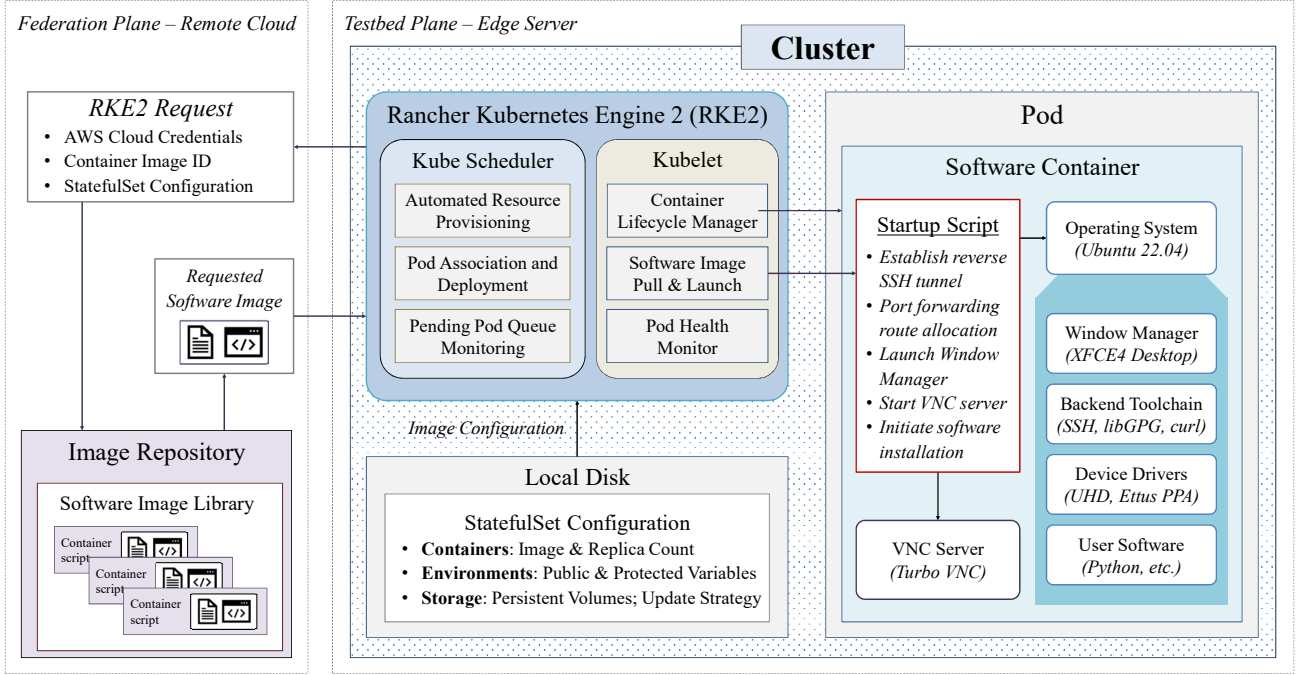 Federation Plane – Remote Cloud
RKE2 Request
• AWS Cloud Credentials
• Container Image ID
• StatefulSet Configuration
Requested
Software Image
Image Repository
Software Image Library
Container
script
Container
script
Container
script
Testbed Plane – Edge Server
Cluster
Rancher Kubernetes Engine 2 (RKE2)
Kube Scheduler
Automated Resource
Provisioning
Pod Association and
Deployment
Pending Pod Queue
Monitoring
Kubelet
Container
Lifecycle Manager
Software Image
Pull & Launch
Pod Health
Monitor
Image Configuration
Local Disk
StatefulSet Configuration
• Containers: Image & Replica Count
• Environments: Public & Protected Variables
• Storage: Persistent Volumes; Update Strategy
Pod
Software Container
Startup Script
• Establish reverse
SSH tunnel
• Port forwarding
route allocation
• Launch Window
Manager
• Start VNC server
• Initiate software
installation
VNC Server
(Turbo VNC)
Operating System
(Ubuntu 22.04)
Window Manager
(XFCE4 Desktop)
Backend Toolchain
(SSH, libGPG, curl)
Device Drivers
(UHD, Ettus PPA)
User Software
(Python, etc.)